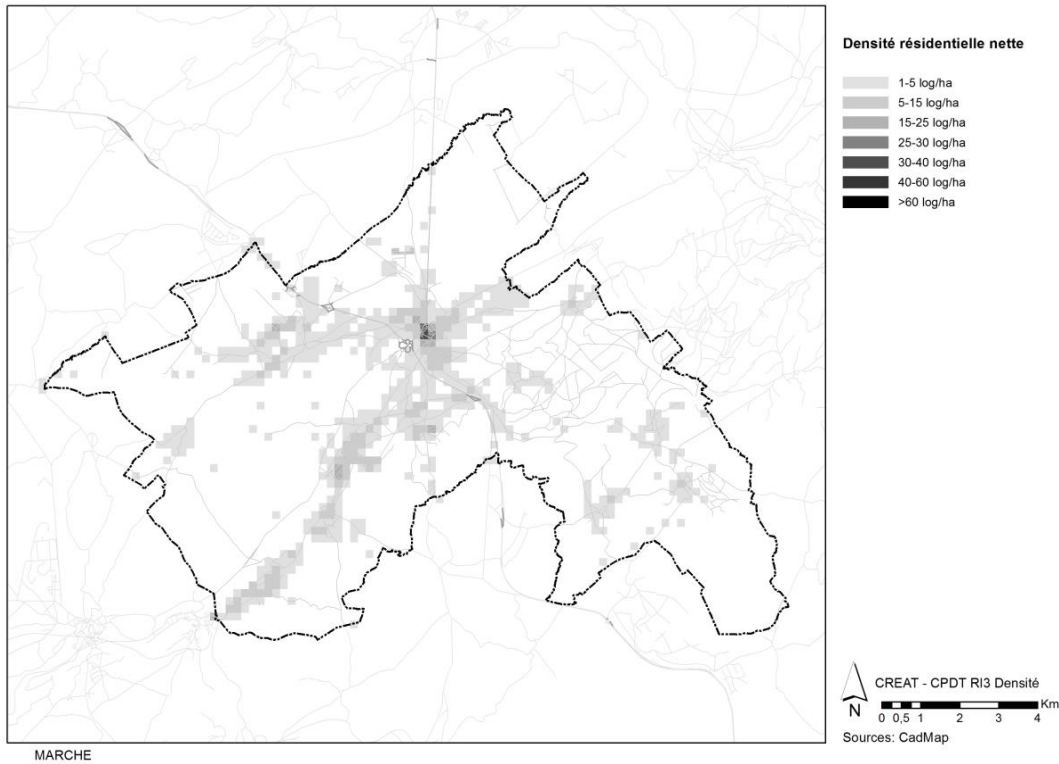 Densité résidentielle nette
1-5 log/ha
5-15 log/ha
15-25 log/ha
25-30 log/ha
30-40 log/ha
40-60 log/ha
>60 log/ha
N
CREAT - CPDT RI3 Densité
Km
0 0,5 1 2 3 4
Sources: CadMap
MARCHE